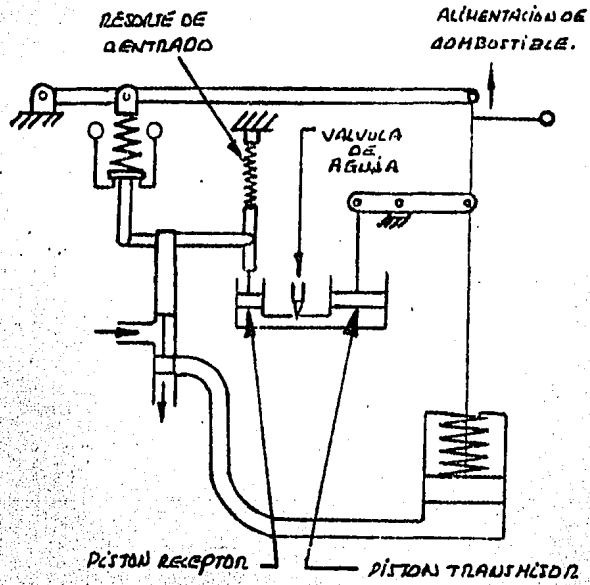 RESORTE DE
CENTRADO
ALIMENTACION DE
COMBUSTIBLE.
VALVULA
DE
AGUJA
PISTON RECEPTOR
PISTON TRANSMISOR